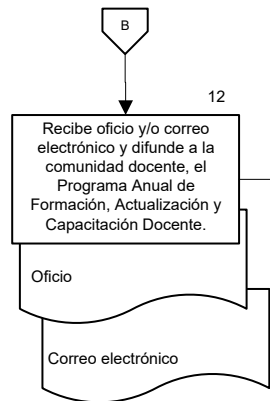 B
12
Recibe oficio y/o correo
electrónico y difunde a la
comunidad docente, el
Programa Anual de
Formación, Actualización y
Capacitación Docente.
Oficio
Correo electrónico